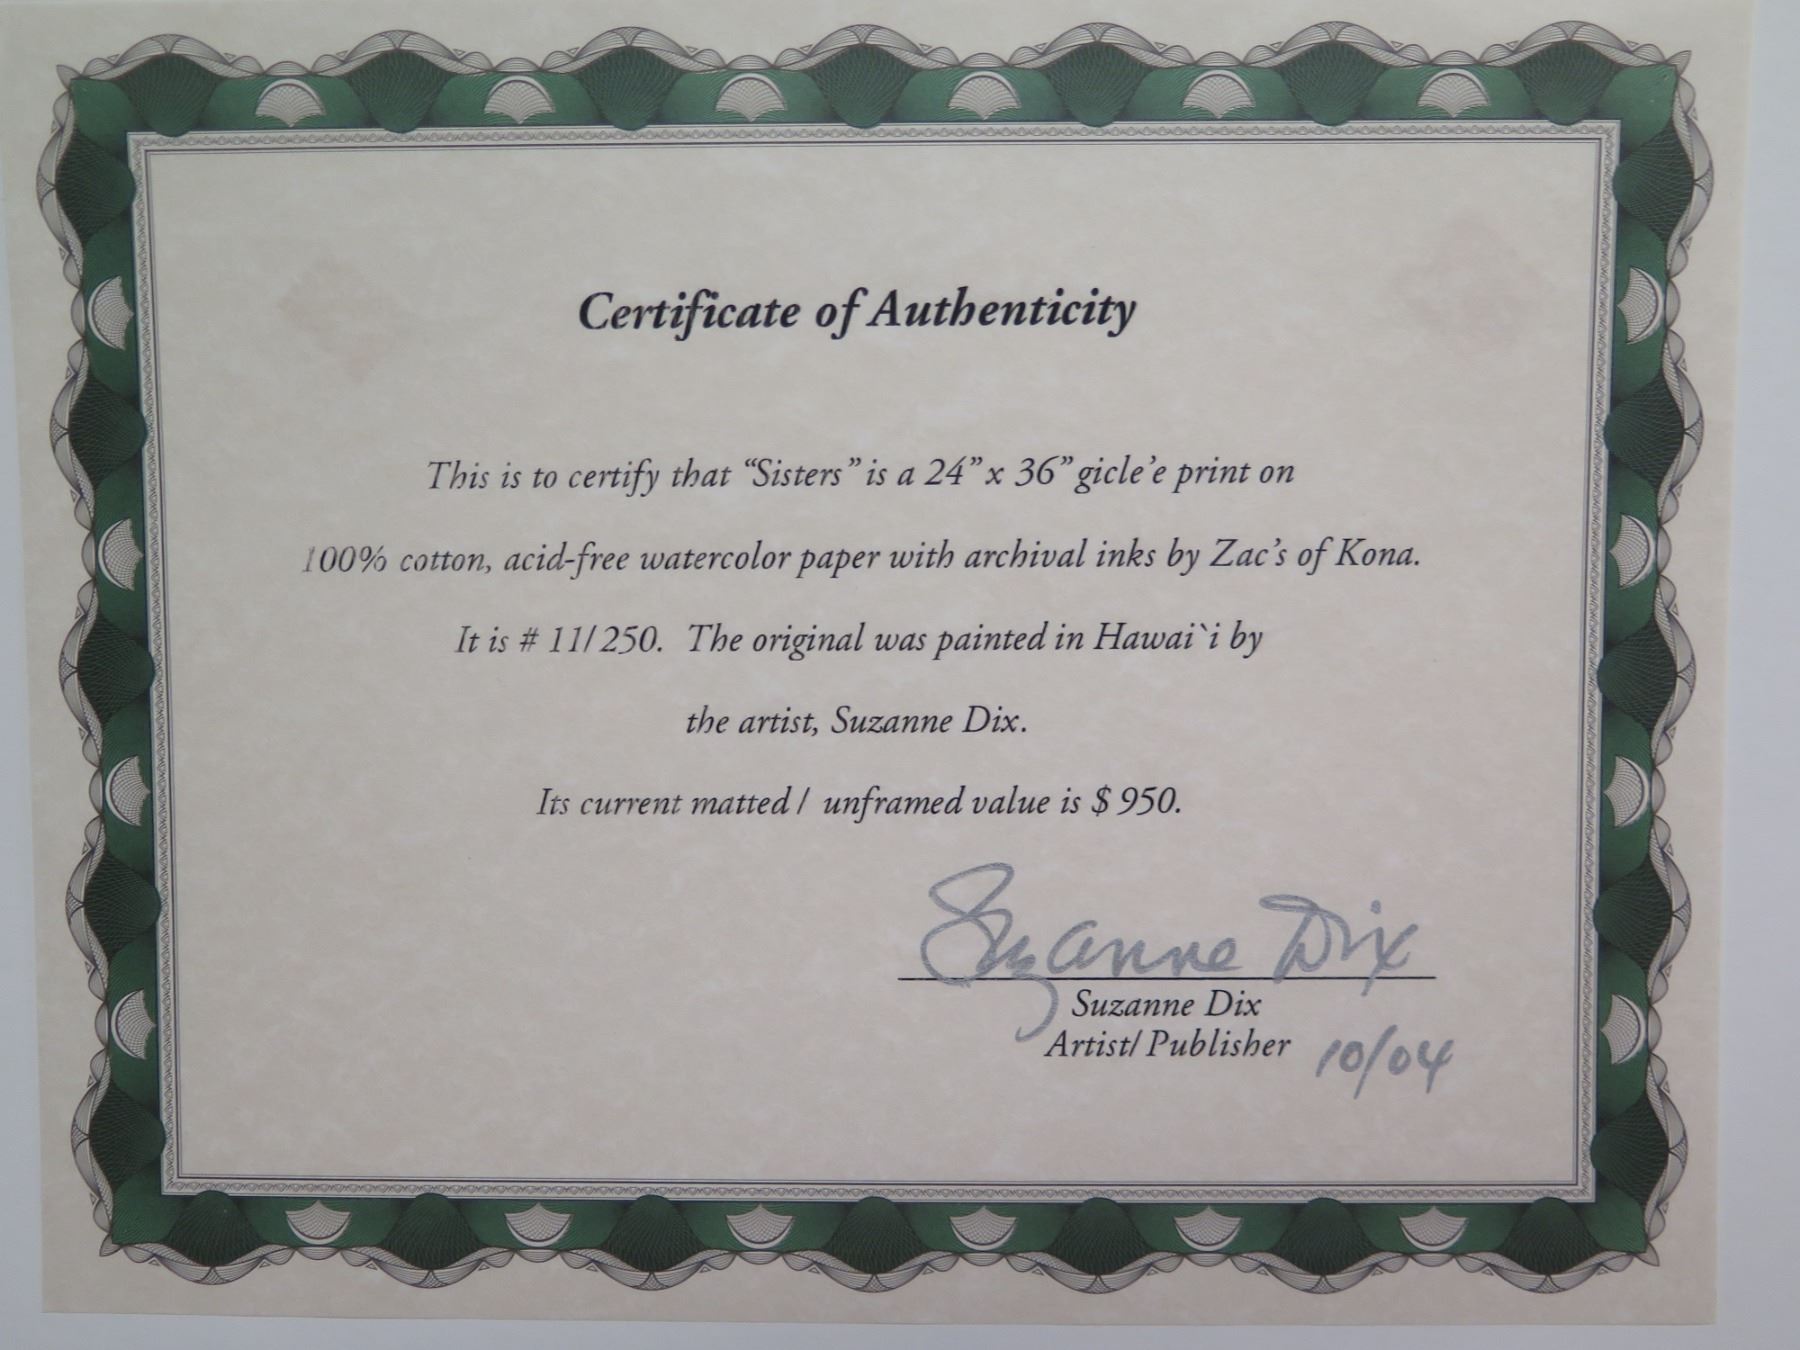 Certificate of Authenticity
This is to certify that “Sisters” is a 24” x 36” gicle’e print on
100% cotton, acid-free watercolor paper with archival inks by Zac’s of Kona.
It is # 11/250. The original was painted in Hawai`i by
the artist, Suzanne Dix.
Its current matted / unframed value is $ 950.
Suzanne Dix
Suzanne Dix
Artist/ Publisher 10/04